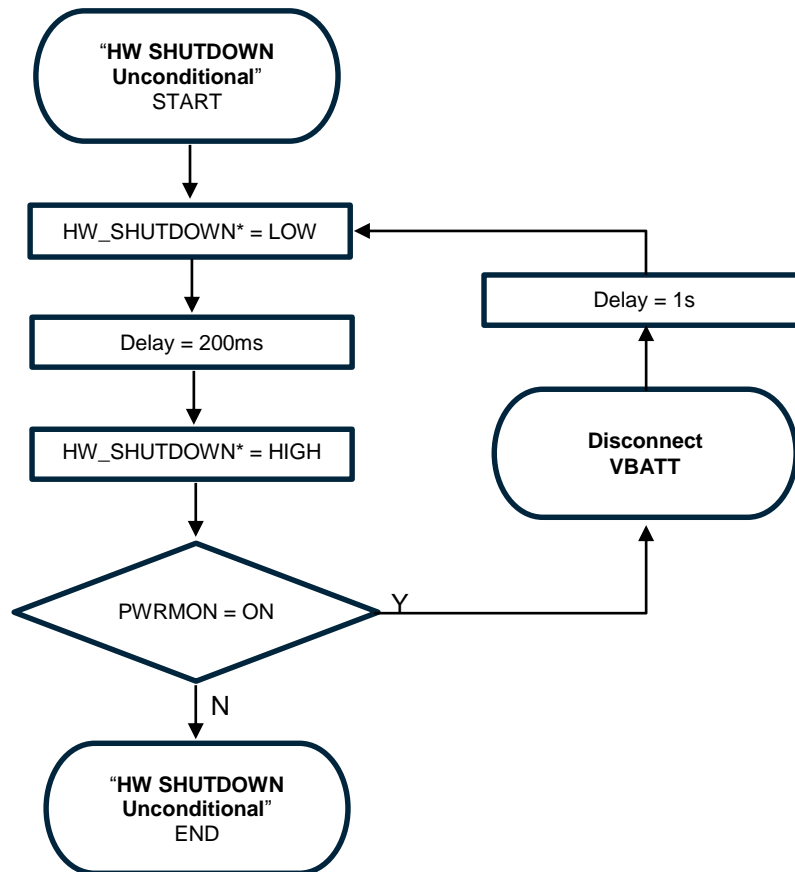 “HW SHUTDOWN
Unconditional”
START
HW_SHUTDOWN* = LOW
Delay = 1s
Delay = 200ms
HW_SHUTDOWN* = HIGH
Disconnect
VBATT
PWRMON = ON
Y
N
“HW SHUTDOWN
Unconditional”
END